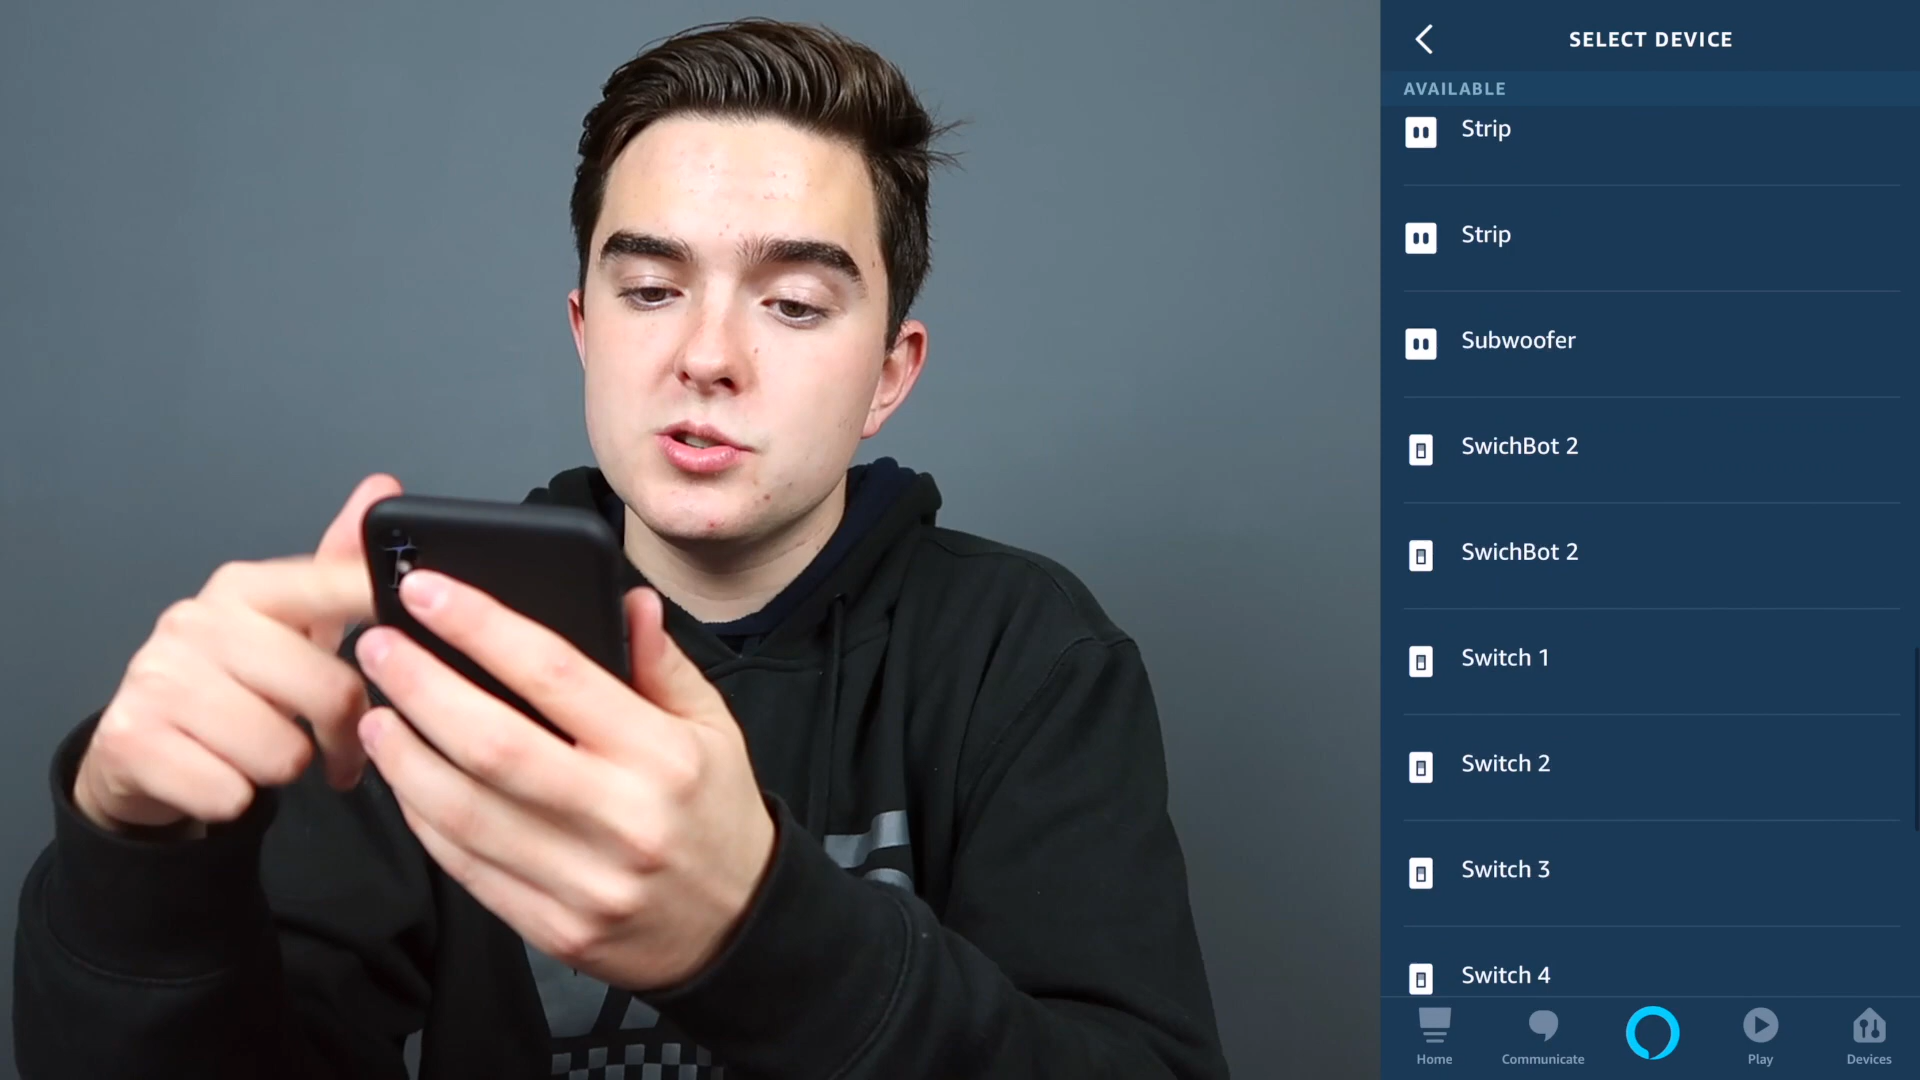 SELECT DEVICE
AVAILABLE
Strip
Strip
Subwoofer
SwichBot 2
SwichBot 2
Switch 1
Switch 2
Switch 3
Switch 4
Home
Communicate
Play
Devices